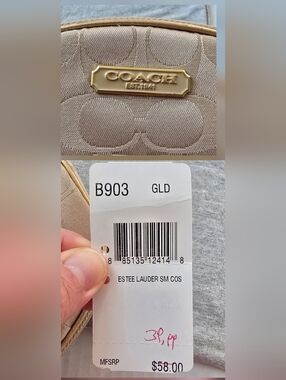 COACH
EST. 1941
B903 GLD
8 85135 12414 8
ESTEE LAUDER SM COS
39.99
MFSRP $58.00